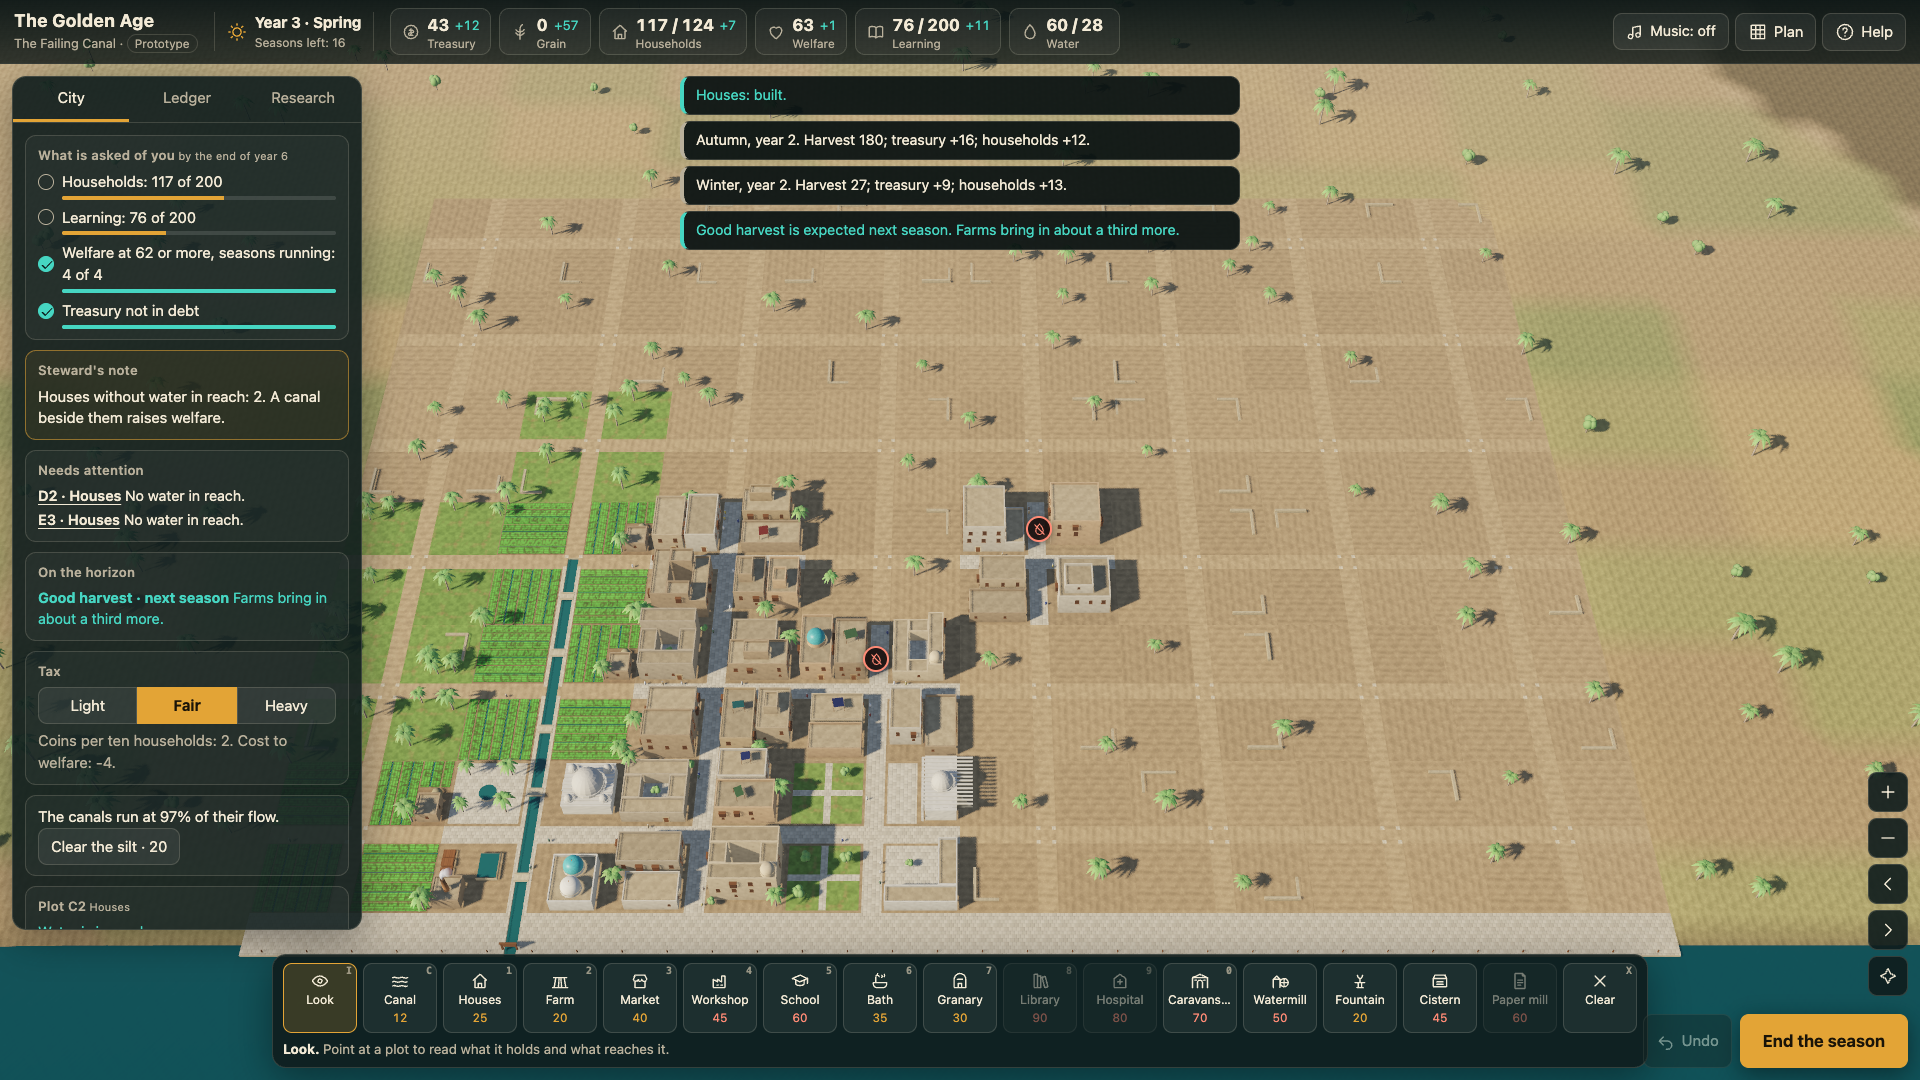 The Golden Age
The Failing Canal · Prototype
Year 3 · Spring
Seasons left: 16
43 +12
Treasury
0 +57
Grain
117 / 124 +7
Households
63 +1
Welfare
76 / 200 +11
Learning
60 / 28
Water
Music: off
Plan
Help
City
Ledger
Research
What is asked of you by the end of year 6
Households: 117 of 200
Learning: 76 of 200
Welfare at 62 or more, seasons running:
4 of 4
Treasury not in debt
Steward's note
Houses without water in reach: 2. A canal
beside them raises welfare.
Needs attention
D2 · Houses No water in reach.
E3 · Houses No water in reach.
On the horizon
Good harvest · next season Farms bring in
about a third more.
Tax
Light
Fair
Heavy
Coins per ten households: 2. Cost to
welfare: -4.
The canals run at 97% of their flow.
Clear the silt · 20
Plot C2 Houses
Houses: built.
Autumn, year 2. Harvest 180; treasury +16; households +12.
Winter, year 2. Harvest 27; treasury +9; households +13.
Good harvest is expected next season. Farms bring in about a third more.
I
Look
C
Canal
12
1
Houses
25
2
Farm
20
3
Market
40
4
Workshop
45
5
School
60
6
Bath
35
7
Granary
30
8
Library
90
9
Hospital
80
0
Caravans...
70
Watermill
50
Fountain
20
Cistern
45
Paper mill
60
X
Clear
Look. Point at a plot to read what it holds and what reaches it.
Undo
End the season